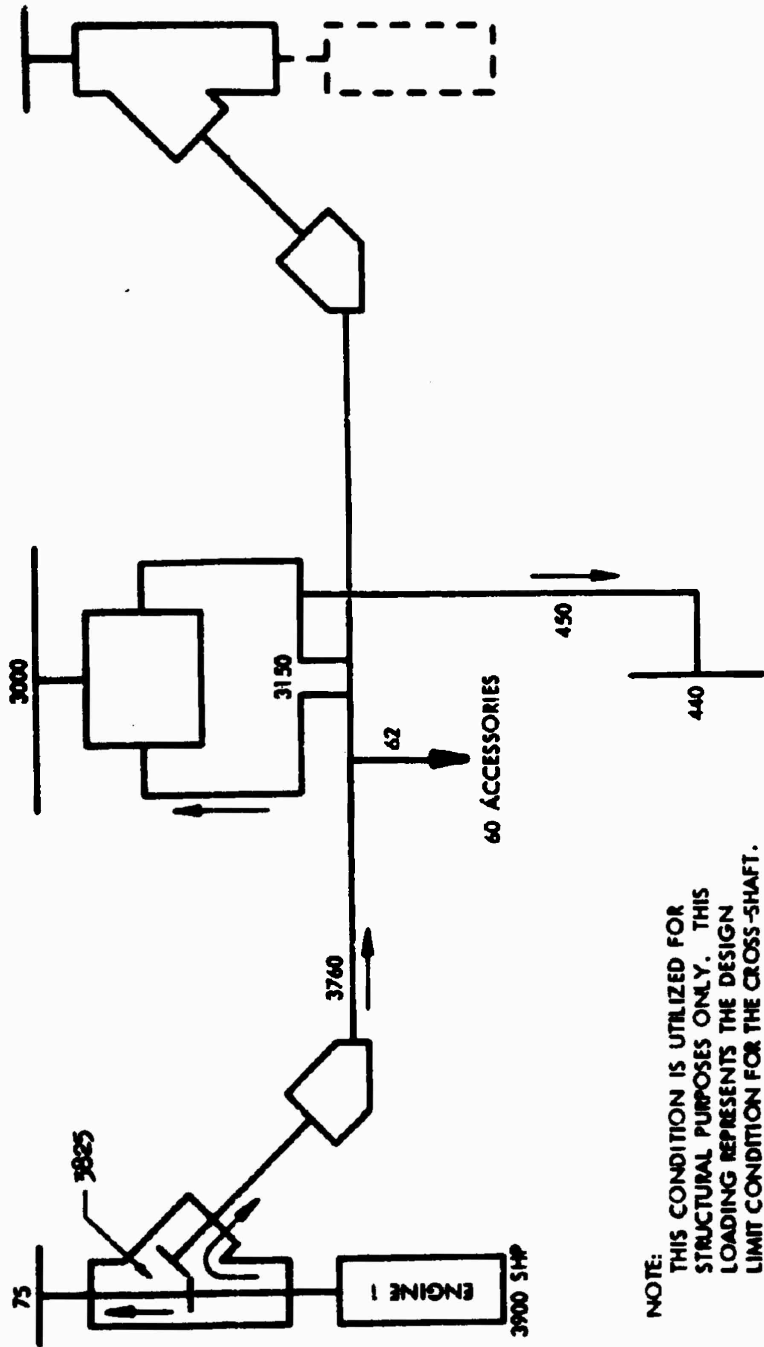 75
3825
ENGINE 1
3900 SHP
3760
3000
3150
62
60 ACCESSORIES
450
440
NOTE:
THIS CONDITION IS UTILIZED FOR
STRUCTURAL PURPOSES ONLY. THIS
LOADING REPRESENTS THE DESIGN
LIMIT CONDITION FOR THE CROSS-SHAFT.